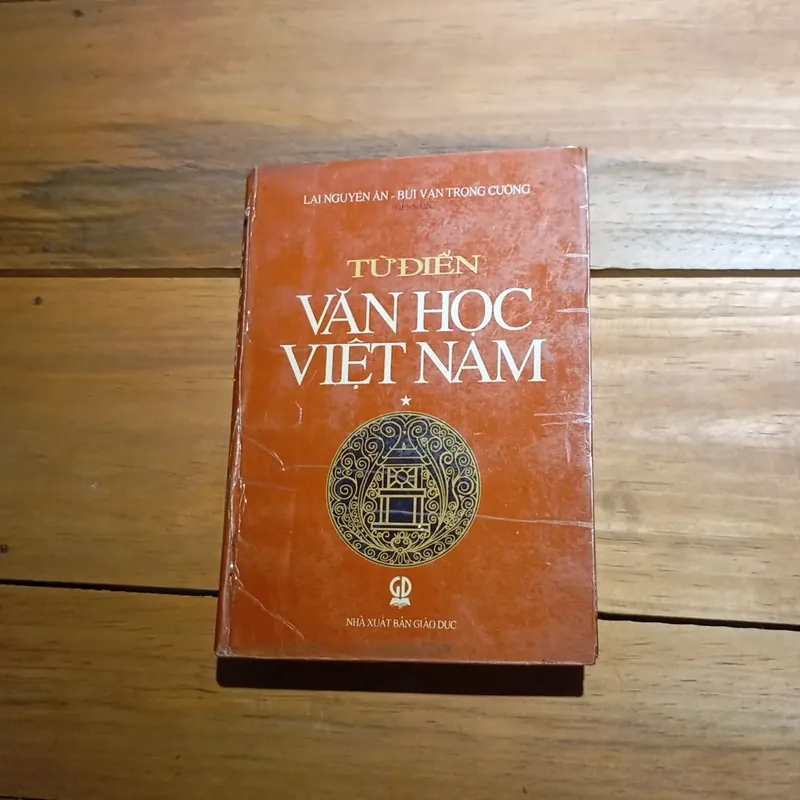 LẠI NGUYÊN ÂN - BÙI VĂN TRỌNG CƯỜNG
TỪ ĐIỂN
VĂN HỌC
VIỆT NAM
GD
NHÀ XUẤT BẢN GIÁO DỤC